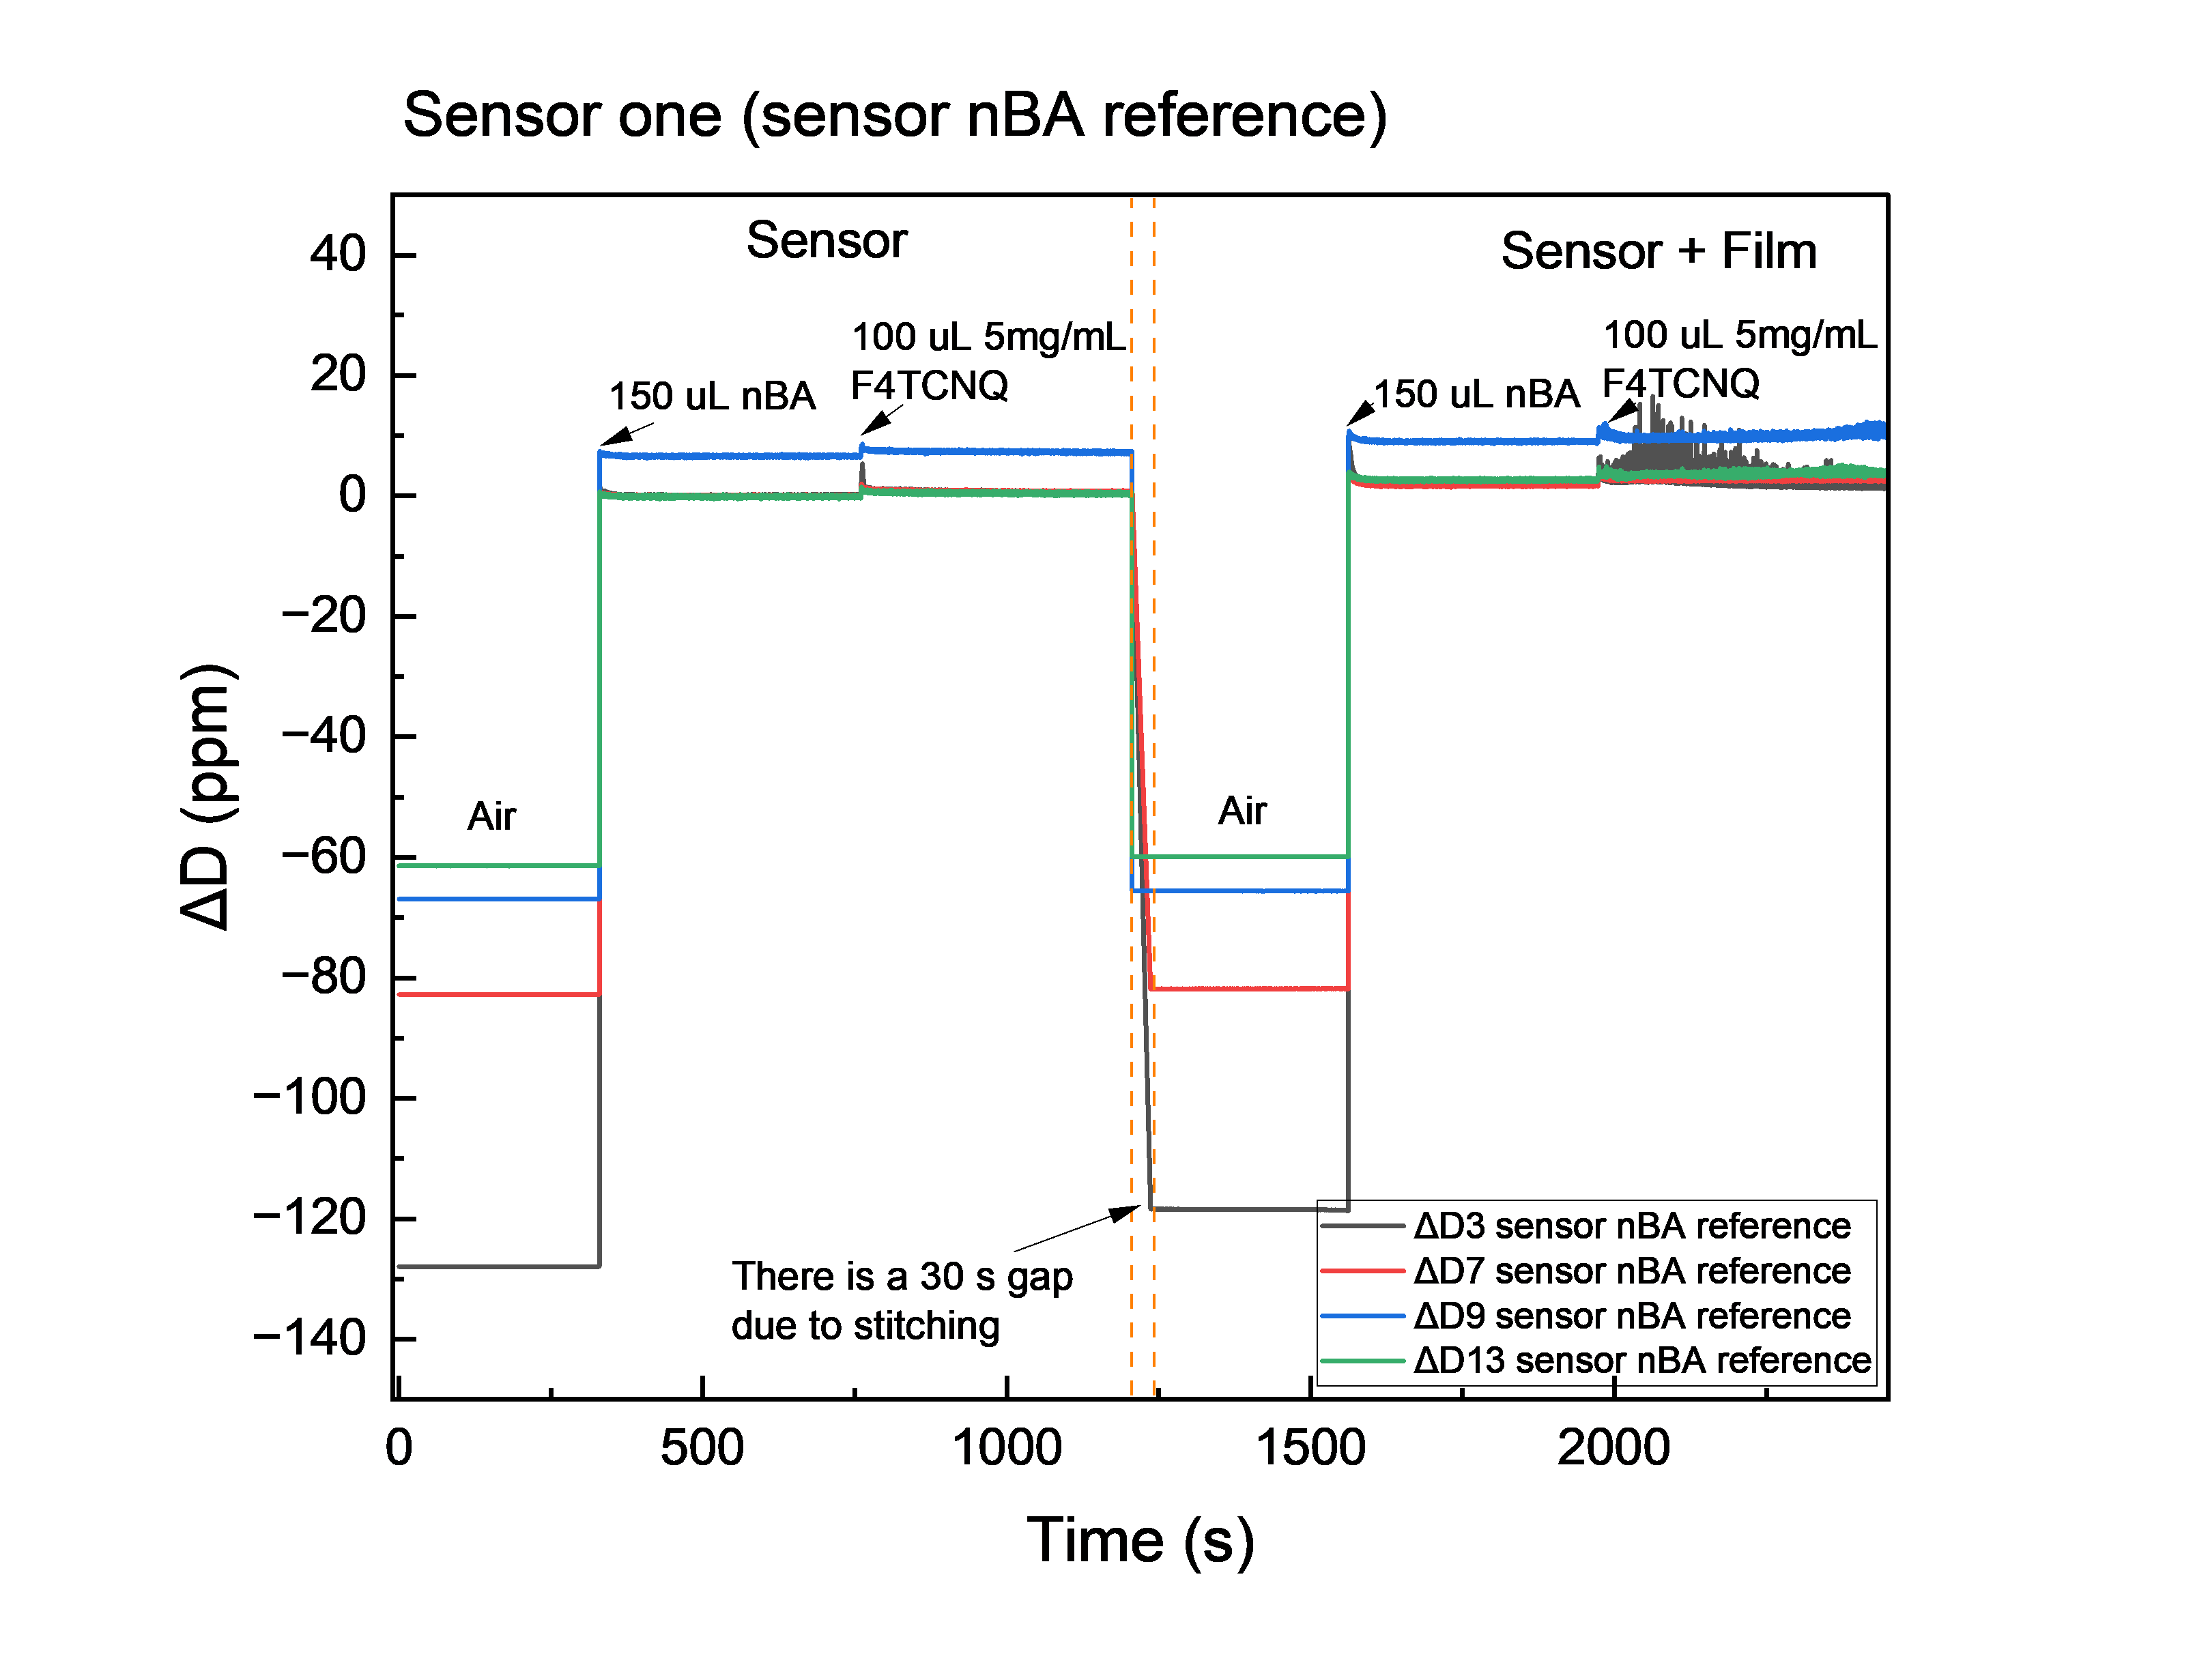 Sensor one (sensor nBA reference)
Sensor
Sensor + Film
100 uL 5mg/mL
F4TCNQ
150 uL nBA
100 uL 5mg/mL
F4TCNQ
150 uL nBA
Air
Air
There is a 30 s gap
due to stitching
ΔD3 sensor nBA reference
ΔD7 sensor nBA reference
ΔD9 sensor nBA reference
ΔD13 sensor nBA reference
ΔD (ppm)
40
20
0
−20
−40
−60
−80
−100
−120
−140
0
500
1000
1500
2000
Time (s)